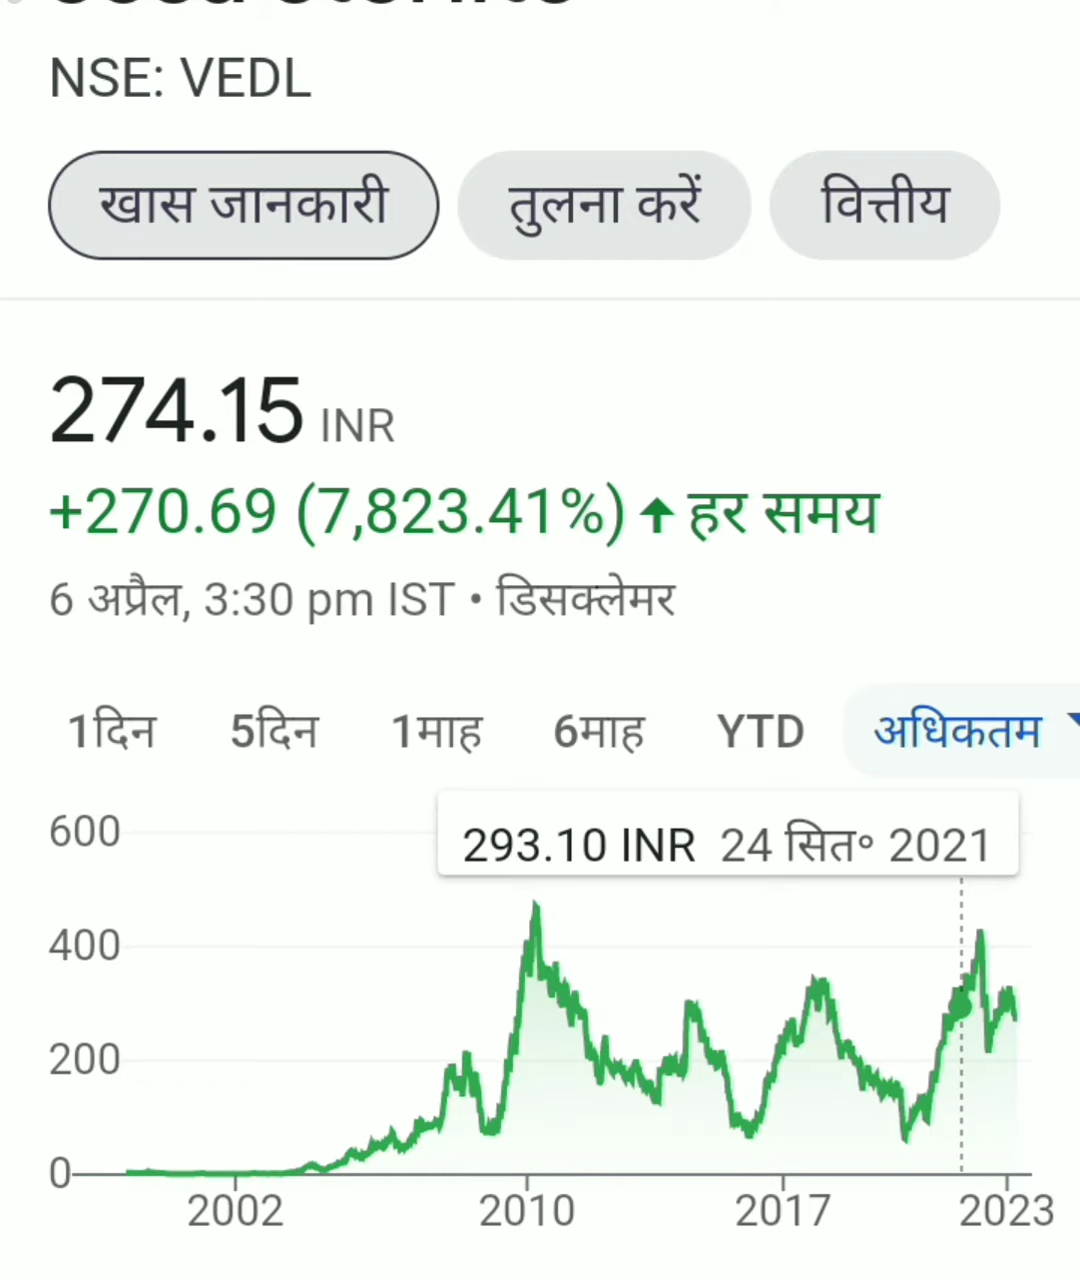 NSE: VEDL
खास जानकारी तुलना करें वित्तीय
274.15 INR
+270.69 (7,823.41%) ↑ हर समय
6 अप्रैल, 3:30 pm IST • डिसक्लेमर
1दिन 5दिन 1माह 6माह YTD अधिकतम
293.10 INR 24 सित॰ 2021
600
400
200
0
2002 2010 2017 2023